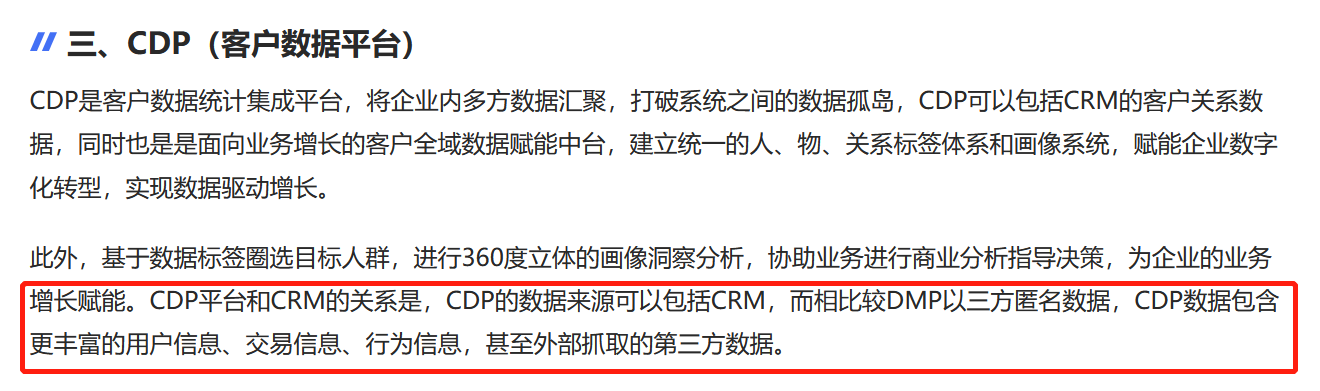 三、CDP（客户数据平台）
CDP是客户数据统计集成平台，将企业内多方数据汇聚，打破系统之间的数据孤岛，CDP可以包括CRM的客户关系数
据，同时也是是面向业务增长的客户全域数据赋能中台，建立统一的人、物、关系标签体系和画像系统，赋能企业数字
化转型，实现数据驱动增长。
此外，基于数据标签圈选目标人群，进行360度立体的画像洞察分析，协助业务进行商业分析指导决策，为企业的业务
增长赋能。CDP平台和CRM的关系是，CDP的数据来源可以包括CRM，而相比较DMP以三方匿名数据，CDP数据包含
更丰富的用户信息、交易信息、行为信息，甚至外部抓取的第三方数据。